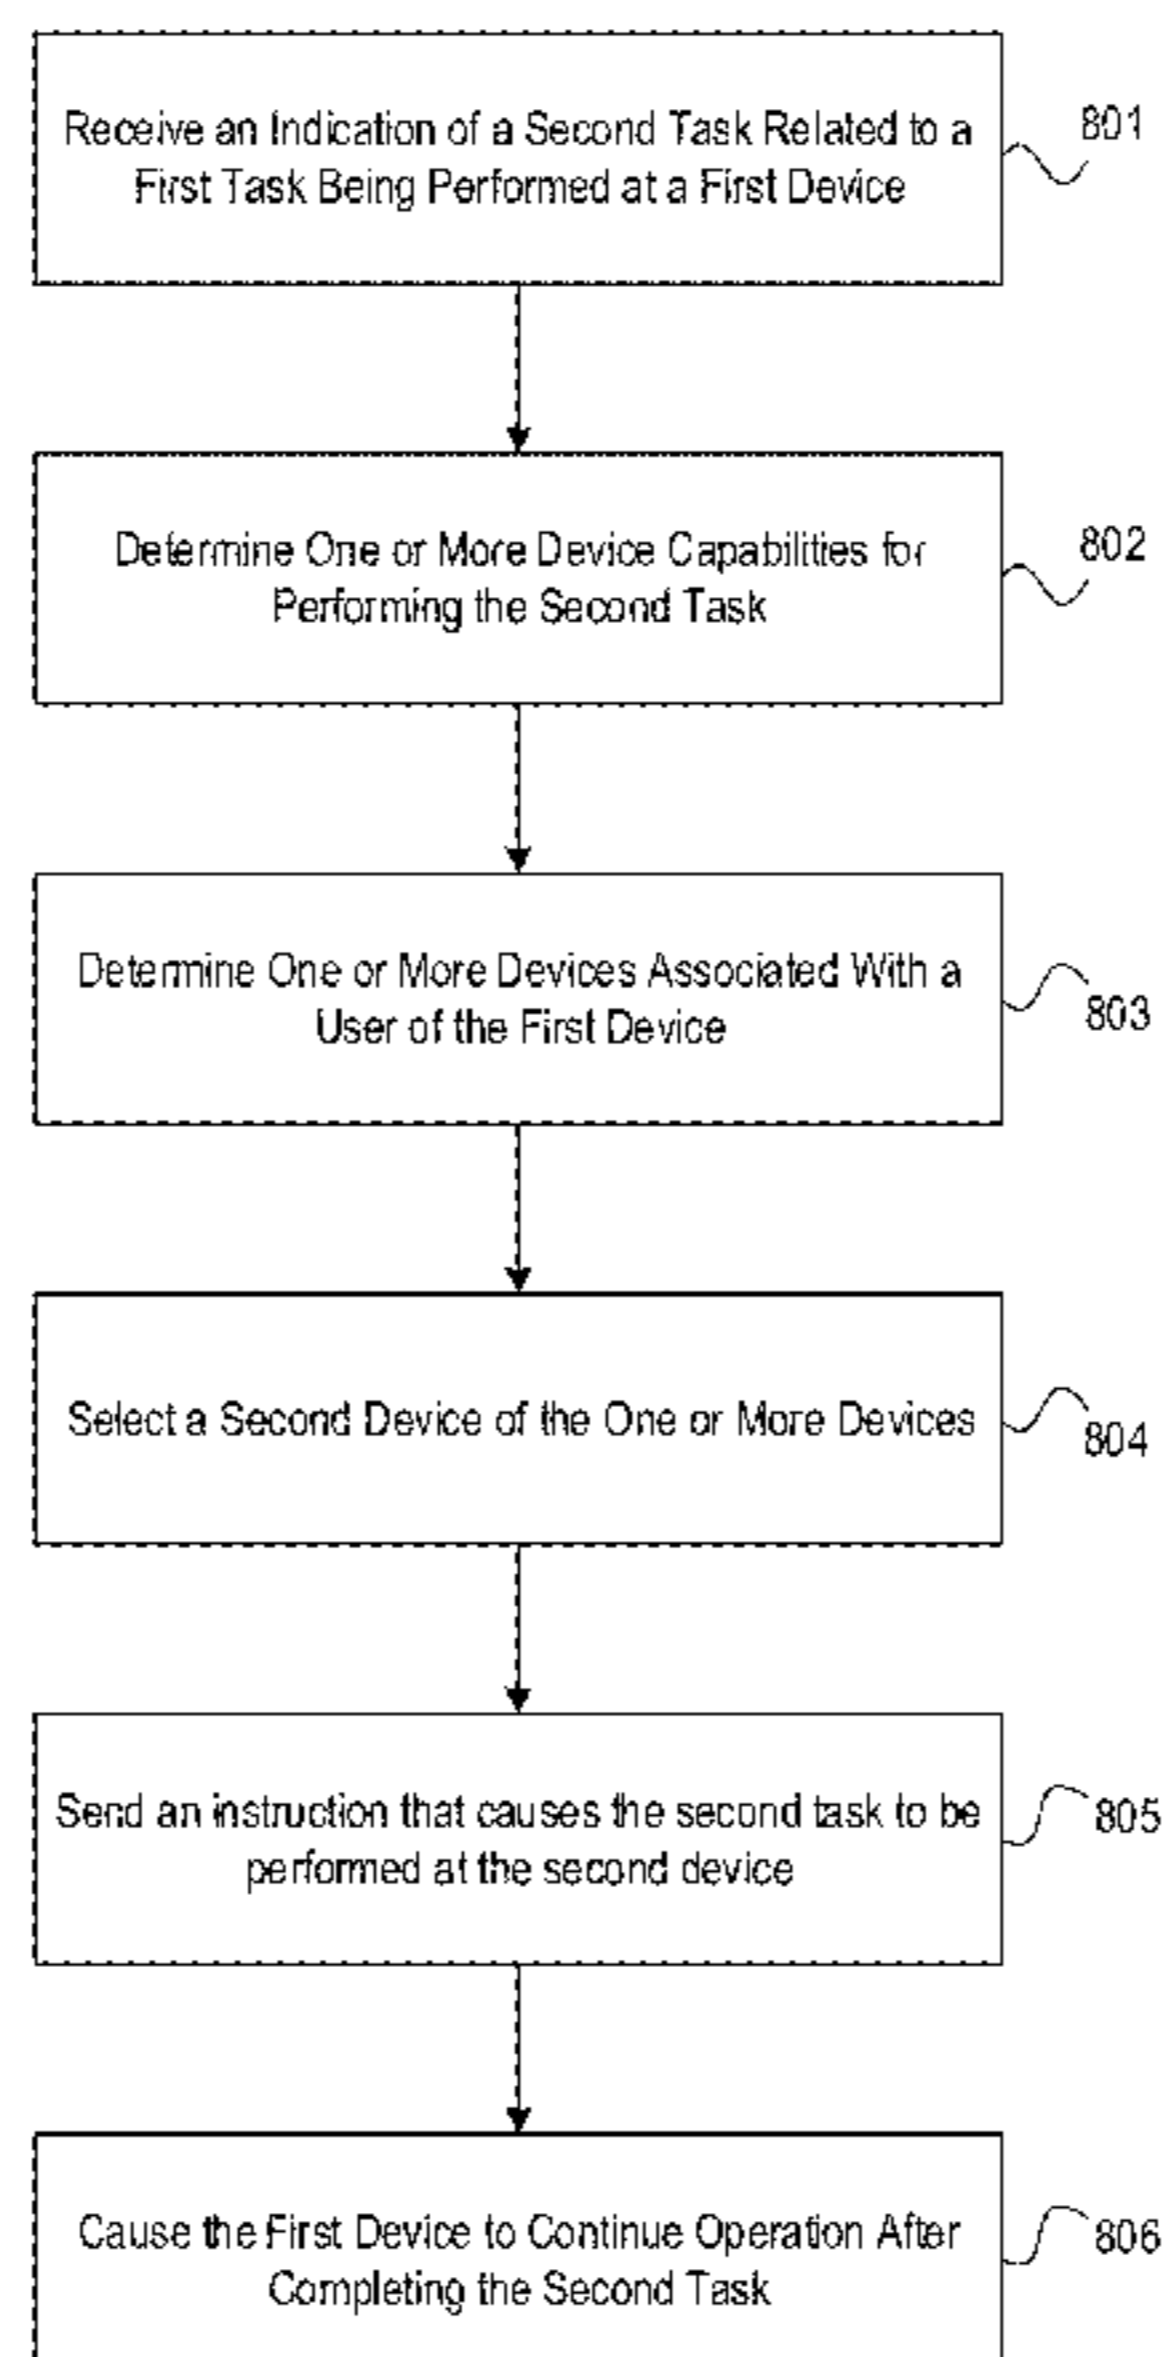 Receive an Indication of a Second Task Related to a
First Task Being Performed at a First Device
801
Determine One or More Device Capabilities for
Performing the Second Task
802
Determine One or More Devices Associated With a
User of the First Device
803
Select a Second Device of the One or More Devices
804
Send an instruction that causes the second task to be
performed at the second device
805
Cause the First Device to Continue Operation After
Completing the Second Task
806